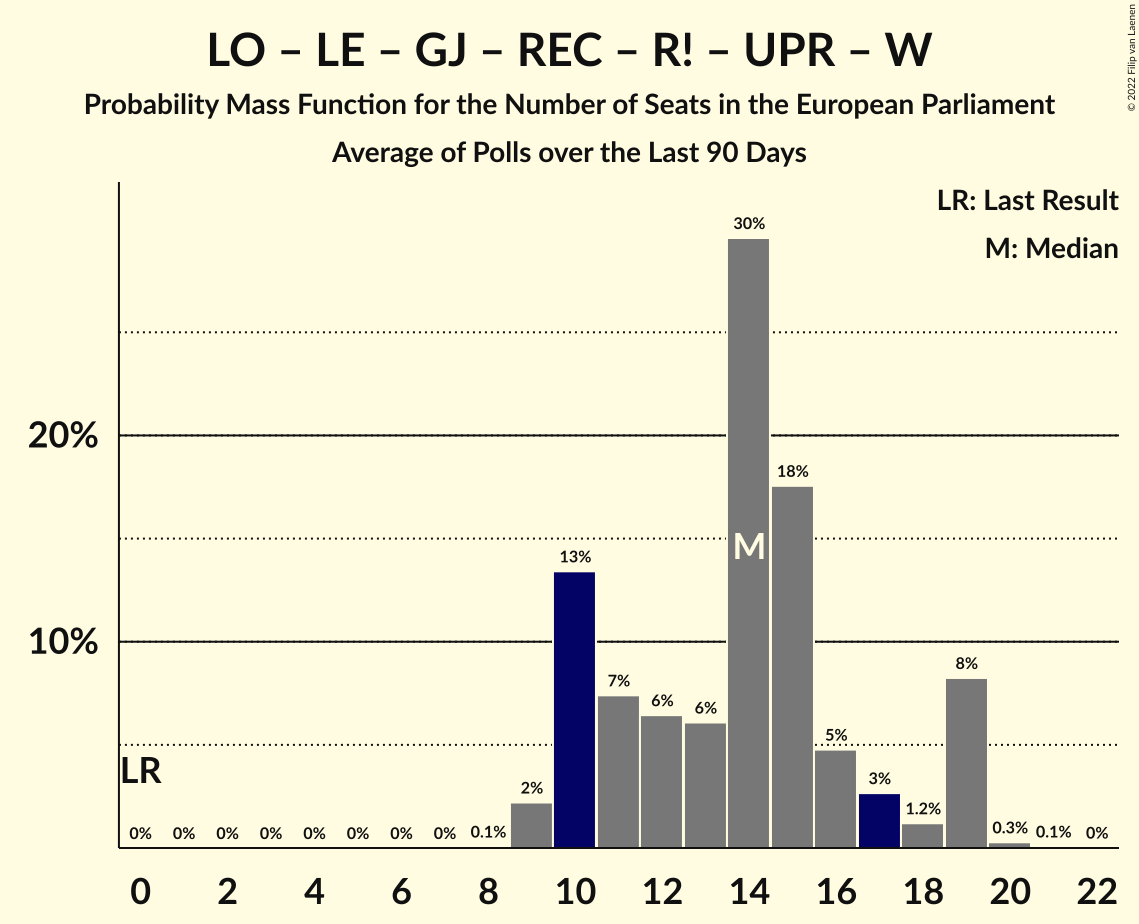 LO – LE – GJ – REC – R! – UPR – W
Probability Mass Function for the Number of Seats in the European Parliament
Average of Polls over the Last 90 Days
© 2022 Filip van Laenen
LR: Last Result
M: Median
30%
20%
18%
M
13%
10%
8%
7%
6%
6%
5%
LR
3%
2%
1.2%
0% 0% 0% 0% 0% 0% 0% 0% 0.1% 0.3% 0.1% 0%
0 2 4 6 8 10 12 14 16 18 20 22